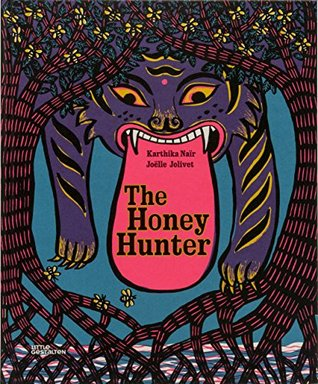 Karthika Naïr
Joëlle Jolivet
The
Honey
Hunter
LITTLE
GESTALTEN